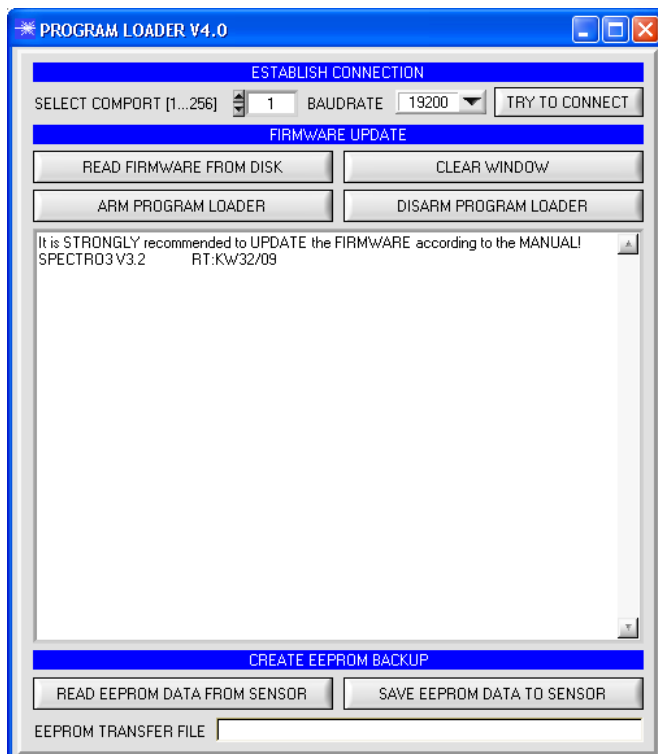 PROGRAM LOADER V4.0
ESTABLISH CONNECTION
SELECT COMPORT [1...256] 1 BAUDRATE 19200 TRY TO CONNECT
FIRMWARE UPDATE
READ FIRMWARE FROM DISK CLEAR WINDOW
ARM PROGRAM LOADER DISARM PROGRAM LOADER
It is STRONGLY recommended to UPDATE the FIRMWARE according to the MANUAL!
SPECTRO3 V3.2 RT:KW32/09
CREATE EEPROM BACKUP
READ EEPROM DATA FROM SENSOR SAVE EEPROM DATA TO SENSOR
EEPROM TRANSFER FILE